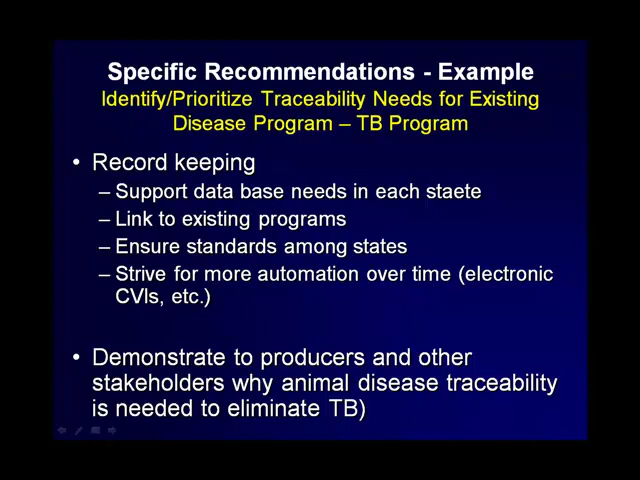 Specific Recommendations - Example
Identify/Prioritize Traceability Needs for Existing
Disease Program – TB Program
• Record keeping
– Support data base needs in each staete
– Link to existing programs
– Ensure standards among states
– Strive for more automation over time (electronic
CVIs, etc.)
• Demonstrate to producers and other
stakeholders why animal disease traceability
is needed to eliminate TB)